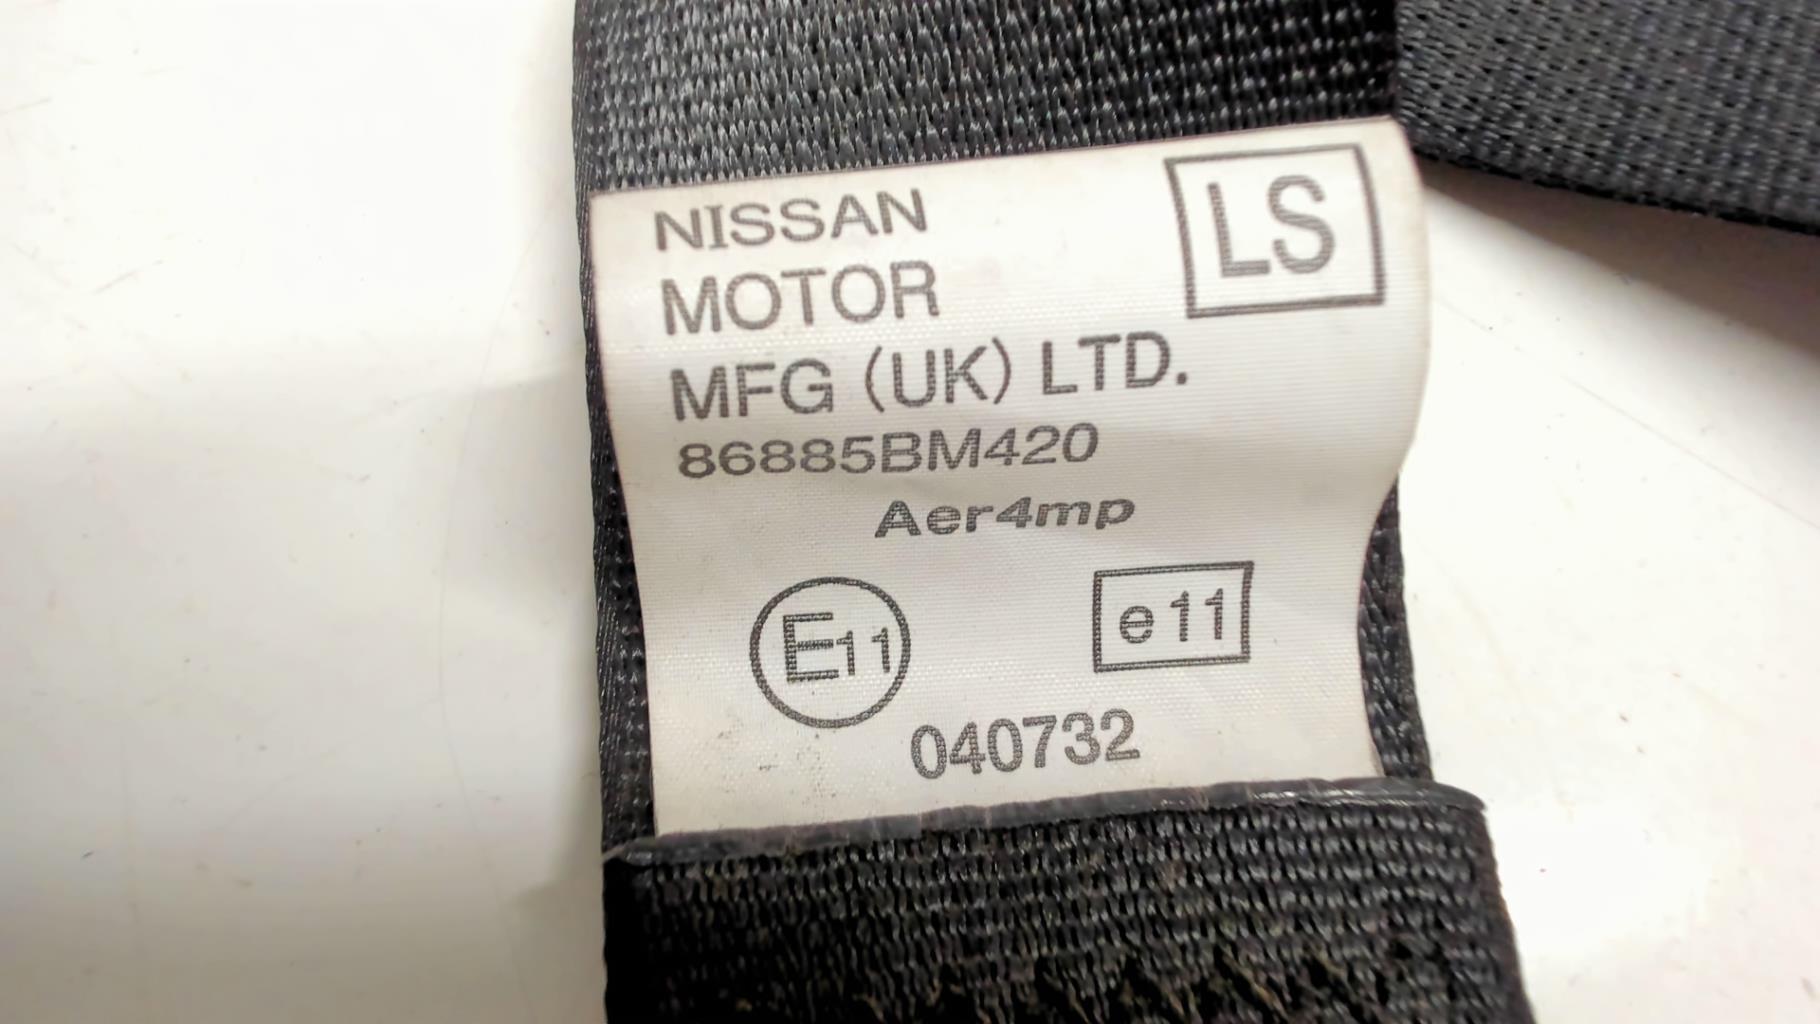 NISSAN
LS
MOTOR
MFG (UK) LTD.
86885BM420
Aer4mp
E11
e11
040732